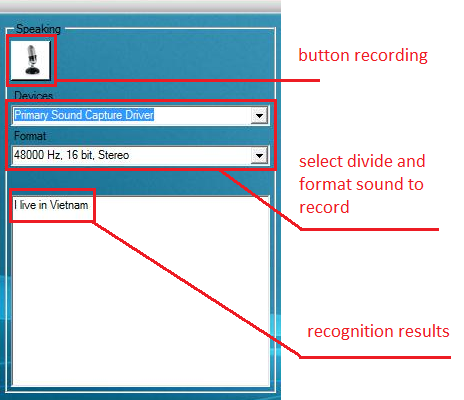 Speaking
button recording
Devices
Primary Sound Capture Driver
Format
48000 Hz, 16 bit, Stereo
select divide and
format sound to
record
I live in Vietnam
recognition results